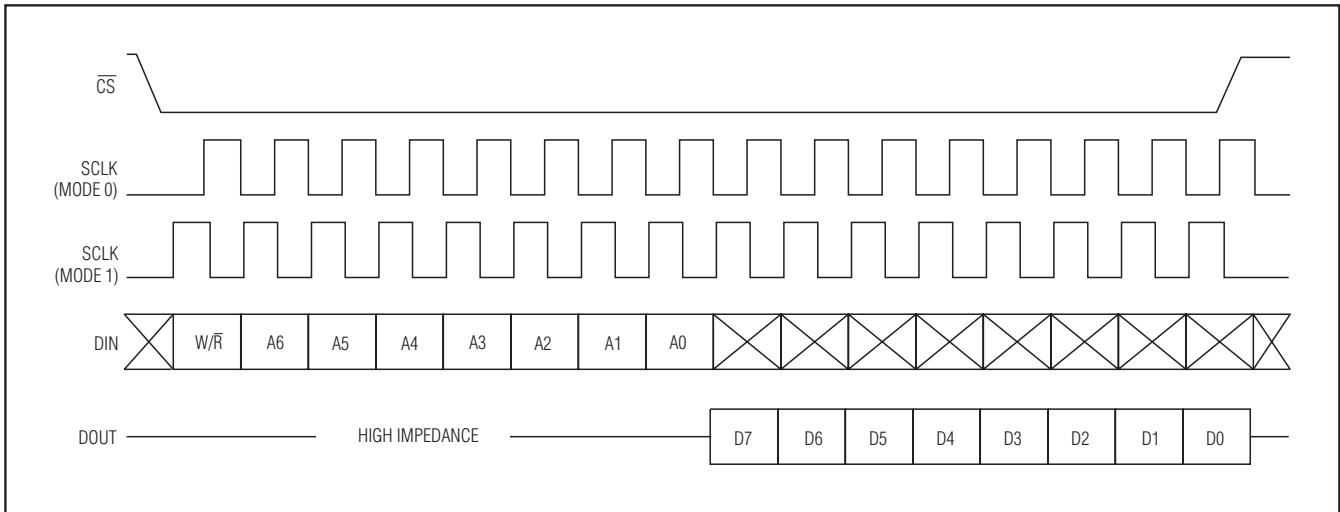 C̅S̅
SCLK
(MODE 0)
SCLK
(MODE 1)
DIN W/R̅ A6 A5 A4 A3 A2 A1 A0
DOUT HIGH IMPEDANCE D7 D6 D5 D4 D3 D2 D1 D0